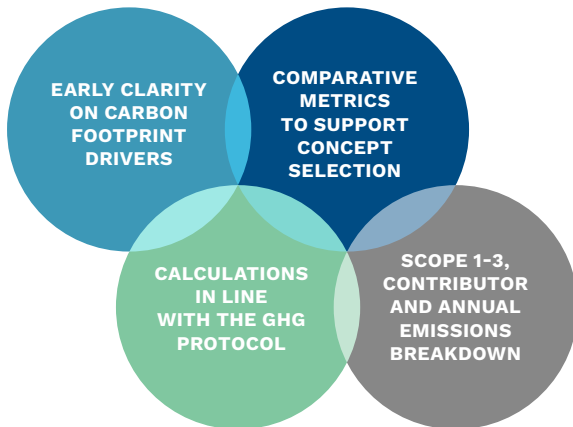 EARLY CLARITY
ON CARBON
FOOTPRINT
DRIVERS
COMPARATIVE
METRICS
TO SUPPORT
CONCEPT
SELECTION
CALCULATIONS
IN LINE
WITH THE GHG
PROTOCOL
SCOPE 1-3,
CONTRIBUTOR
AND ANNUAL
EMISSIONS
BREAKDOWN